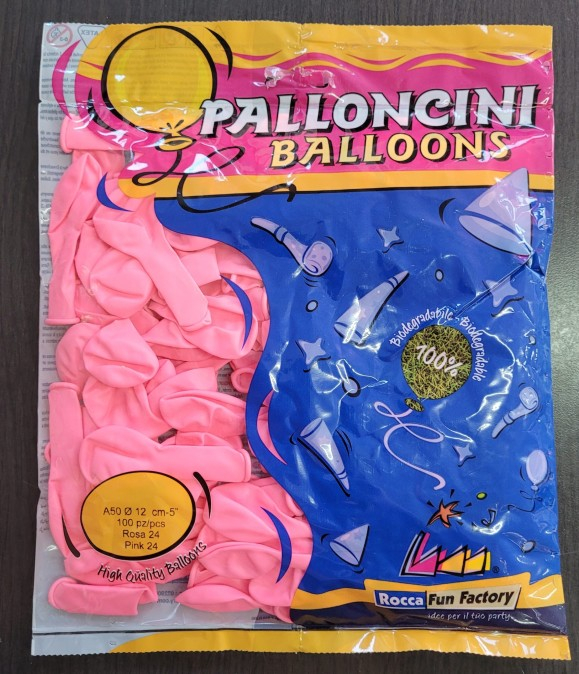 PALLONCINI
BALLOONS
Biodegradabile - Biodegradable
100%
A50 Ø 12 cm-5"
100 pz/pcs
Rosa 24
Pink 24
High Quality Balloons
Rocca Fun Factory
idee per il tuo party